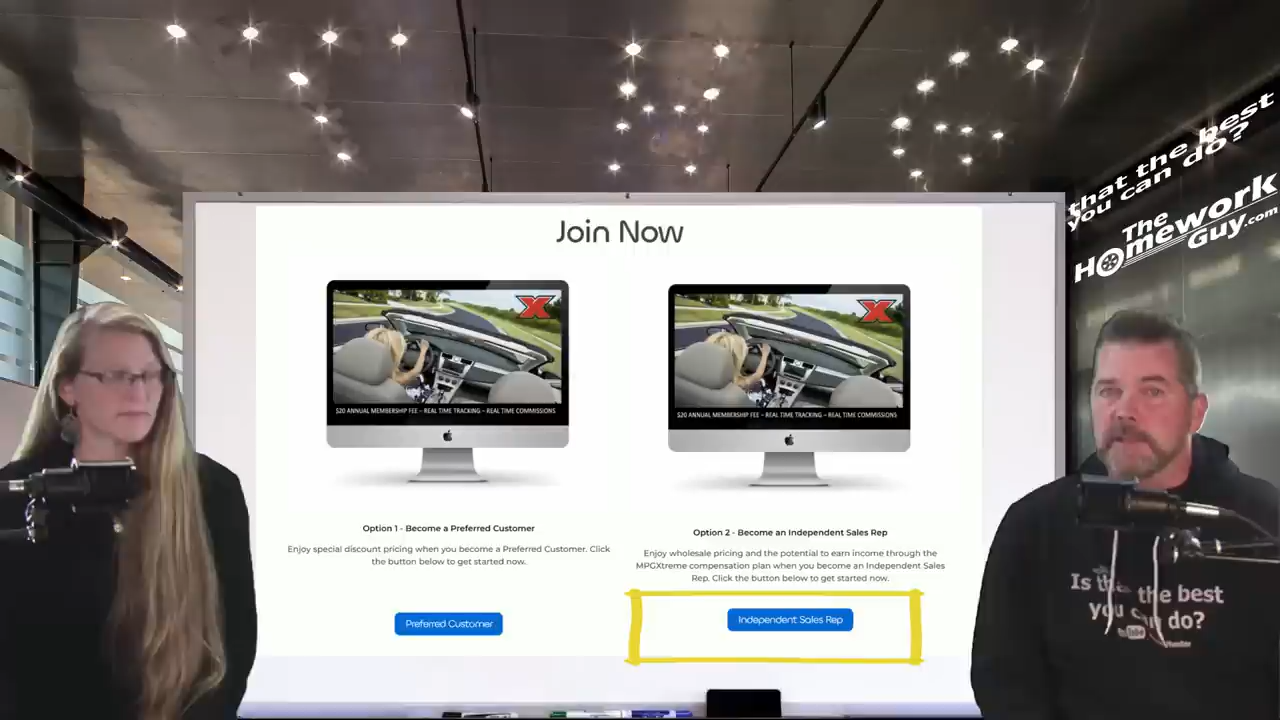 that the best
you can do?
The
Homework
Guy.com
Join Now
X
$20 ANNUAL MEMBERSHIP FEE – REAL TIME TRACKING – REAL TIME COMMISSIONS
X
$20 ANNUAL MEMBERSHIP FEE – REAL TIME TRACKING – REAL TIME COMMISSIONS
Option 1 - Become a Preferred Customer
Enjoy special discount pricing when you become a Preferred Customer. Click
the button below to get started now.
Preferred Customer
Option 2 - Become an Independent Sales Rep
Enjoy wholesale pricing and the potential to earn income through the
MPGXtreme compensation plan when you become an Independent Sales
Rep. Click the button below to get started now.
Independent Sales Rep
Is the best
you can do?